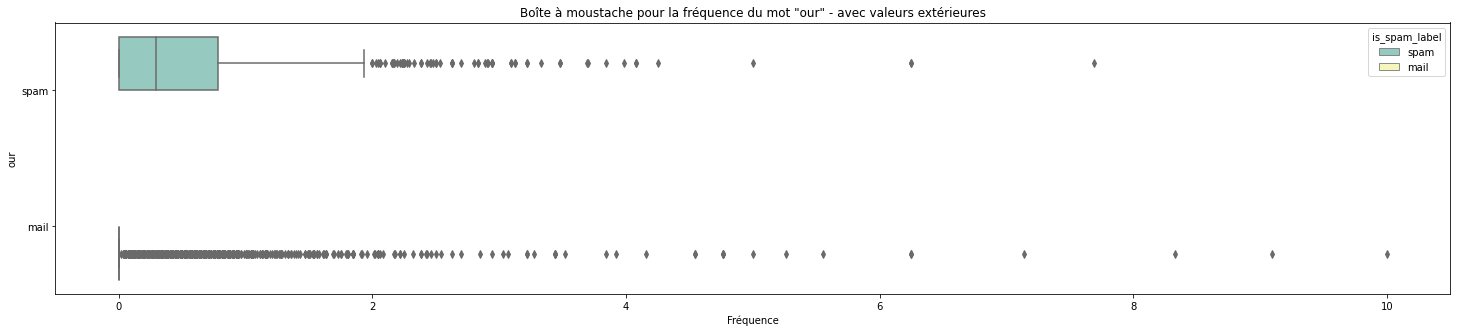 Boîte à moustache pour la fréquence du mot "our" - avec valeurs extérieures
is_spam_label
spam
mail
spam
our
mail
0 2 4 6 8 10
Fréquence